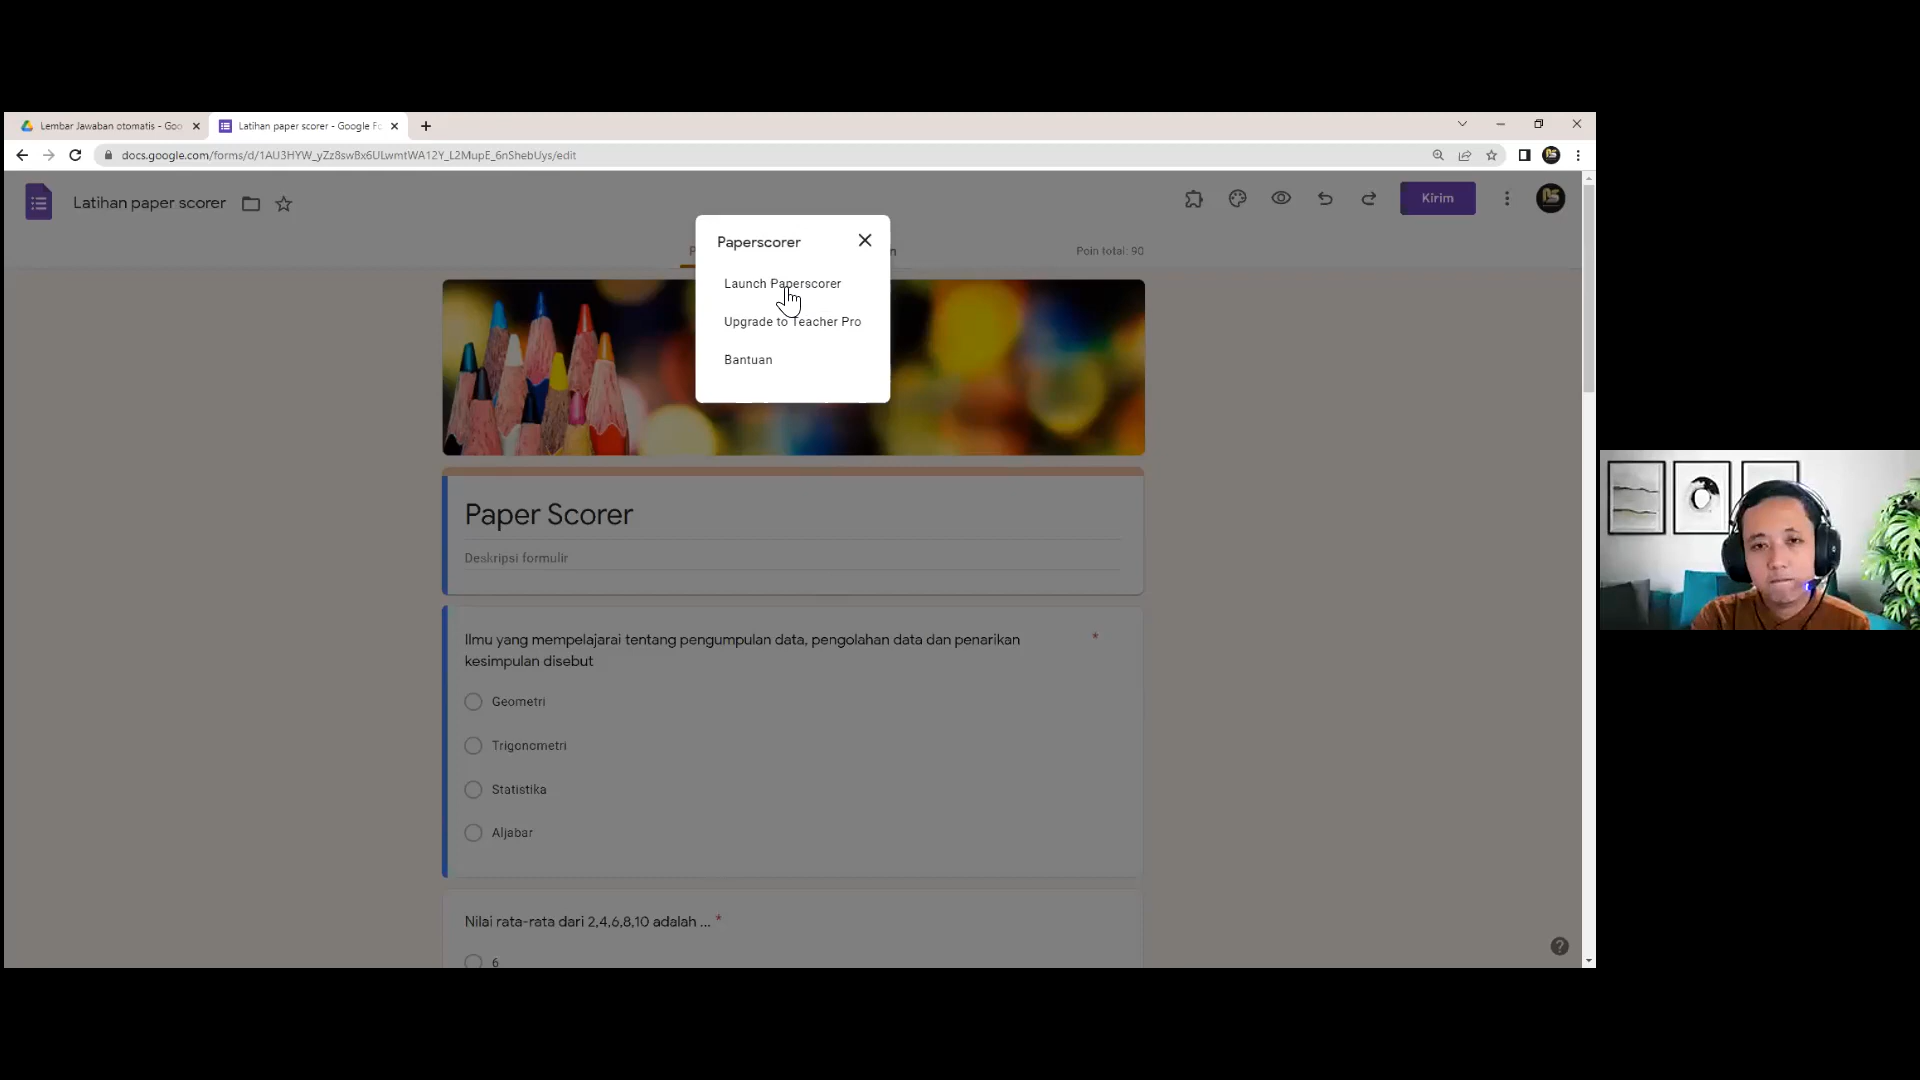 Lembar Jawaban otomatis - Goo
Latihan paper scorer - Google Fo
docs.google.com/forms/d/1AU3HYW_yZz8swBx6ULwmtWA12Y_L2MupE_6nShebUys/edit
Latihan paper scorer
Kirim
Poin total: 90
Paperscorer
Launch Paperscorer
Upgrade to Teacher Pro
Bantuan
Paper Scorer
Deskripsi formulir
Ilmu yang mempelajarai tentang pengumpulan data, pengolahan data dan penarikan *
kesimpulan disebut
Geometri
Trigonometri
Statistika
Aljabar
Nilai rata-rata dari 2,4,6,8,10 adalah ... *
6